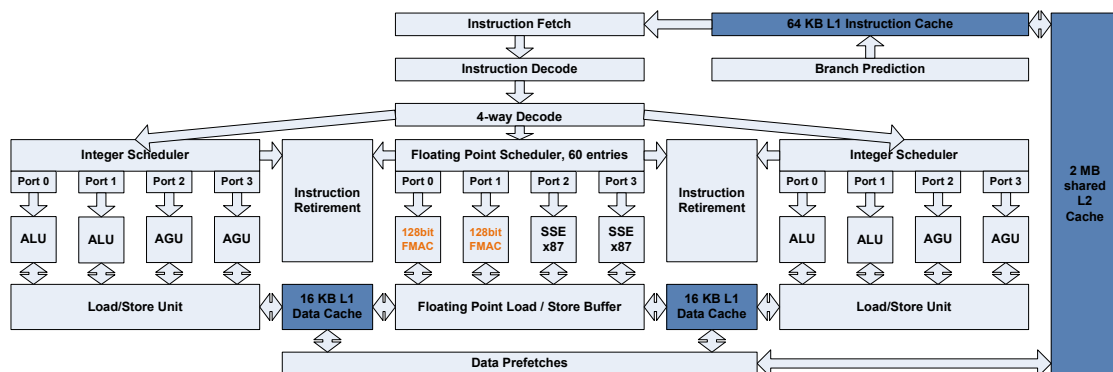 Instruction Fetch
64 KB L1 Instruction Cache
Instruction Decode
Branch Prediction
4-way Decode
Integer Scheduler
Floating Point Scheduler, 60 entries
Integer Scheduler
Port 0
Port 1
Port 2
Port 3
Instruction
Retirement
Port 0
Port 1
Port 2
Port 3
Instruction
Retirement
Port 0
Port 1
Port 2
Port 3
2 MB
shared
L2
Cache
ALU
ALU
AGU
AGU
128bit
FMAC
128bit
FMAC
SSE
x87
SSE
x87
ALU
ALU
AGU
AGU
Load/Store Unit
16 KB L1
Data Cache
Floating Point Load / Store Buffer
16 KB L1
Data Cache
Load/Store Unit
Data Prefetches